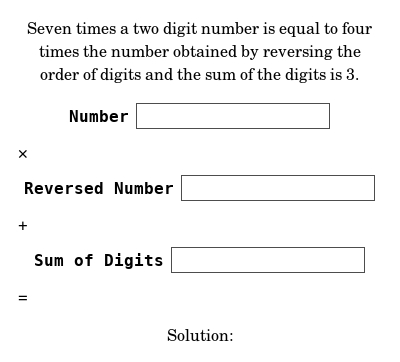 Seven times a two digit number is equal to four
times the number obtained by reversing the
order of digits and the sum of the digits is 3.
Number
×
Reversed Number
+
Sum of Digits
=
Solution: